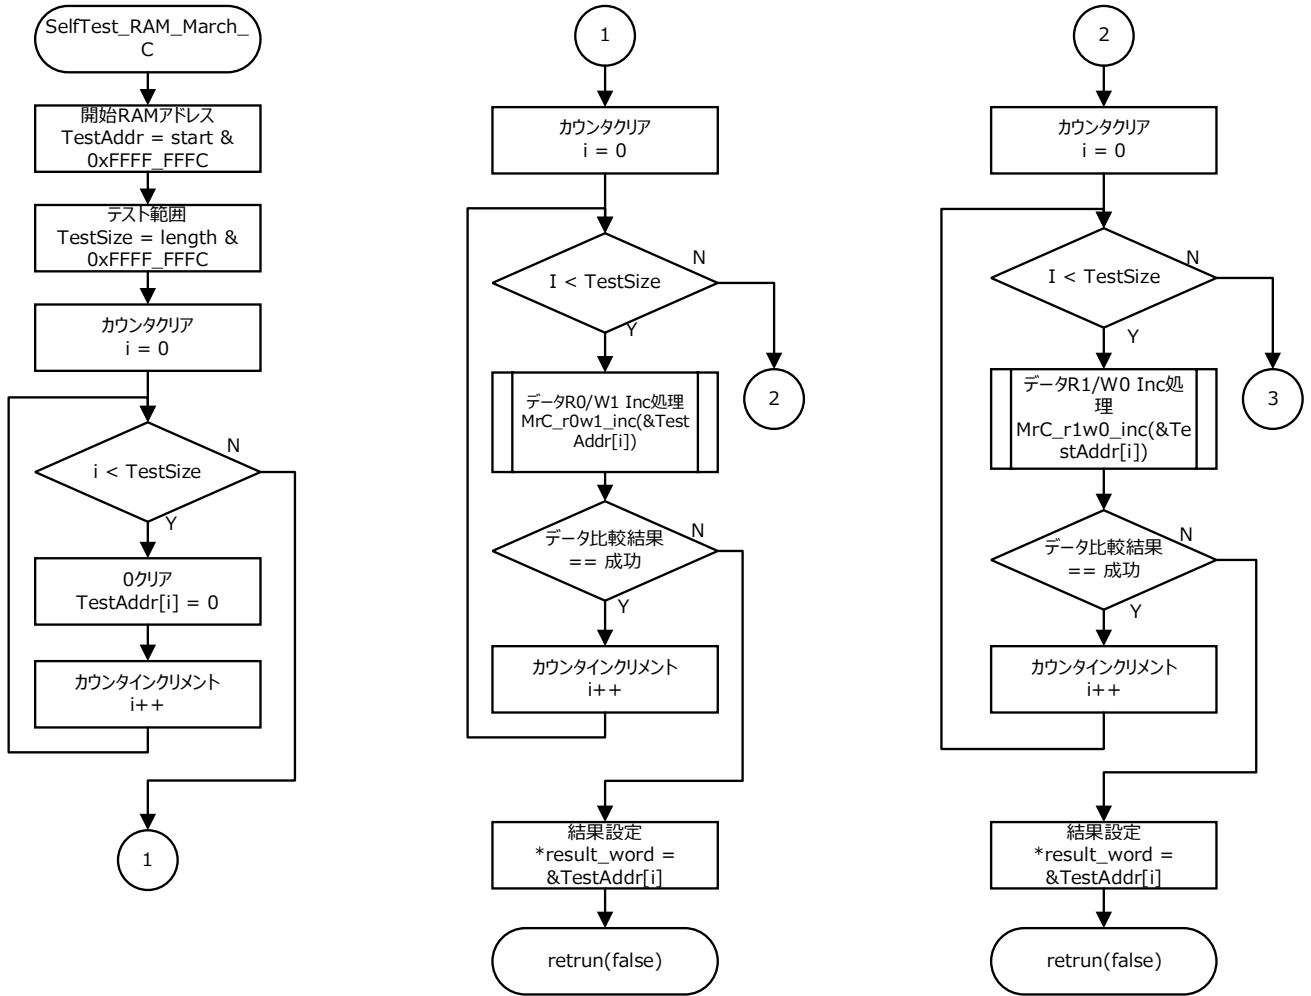 SelfTest_RAM_March_
C
開始RAMアドレス
TestAddr = start &
0xFFFF_FFFC
テスト範囲
TestSize = length &
0xFFFF_FFFC
カウンタクリア
i = 0
i < TestSize
N
Y
0クリア
TestAddr[i] = 0
カウンタインクリメント
i++
1
1
カウンタクリア
i = 0
I < TestSize
N
Y
2
データR0/W1 Inc処理
MrC_r0w1_inc(&Test
Addr[i])
データ比較結果
== 成功
N
Y
カウンタインクリメント
i++
結果設定
*result_word =
&TestAddr[i]
retrun(false)
2
カウンタクリア
i = 0
I < TestSize
N
Y
3
データR1/W0 Inc処
理
MrC_r1w0_inc(&Te
stAddr[i])
データ比較結果
== 成功
N
Y
カウンタインクリメント
i++
結果設定
*result_word =
&TestAddr[i]
retrun(false)